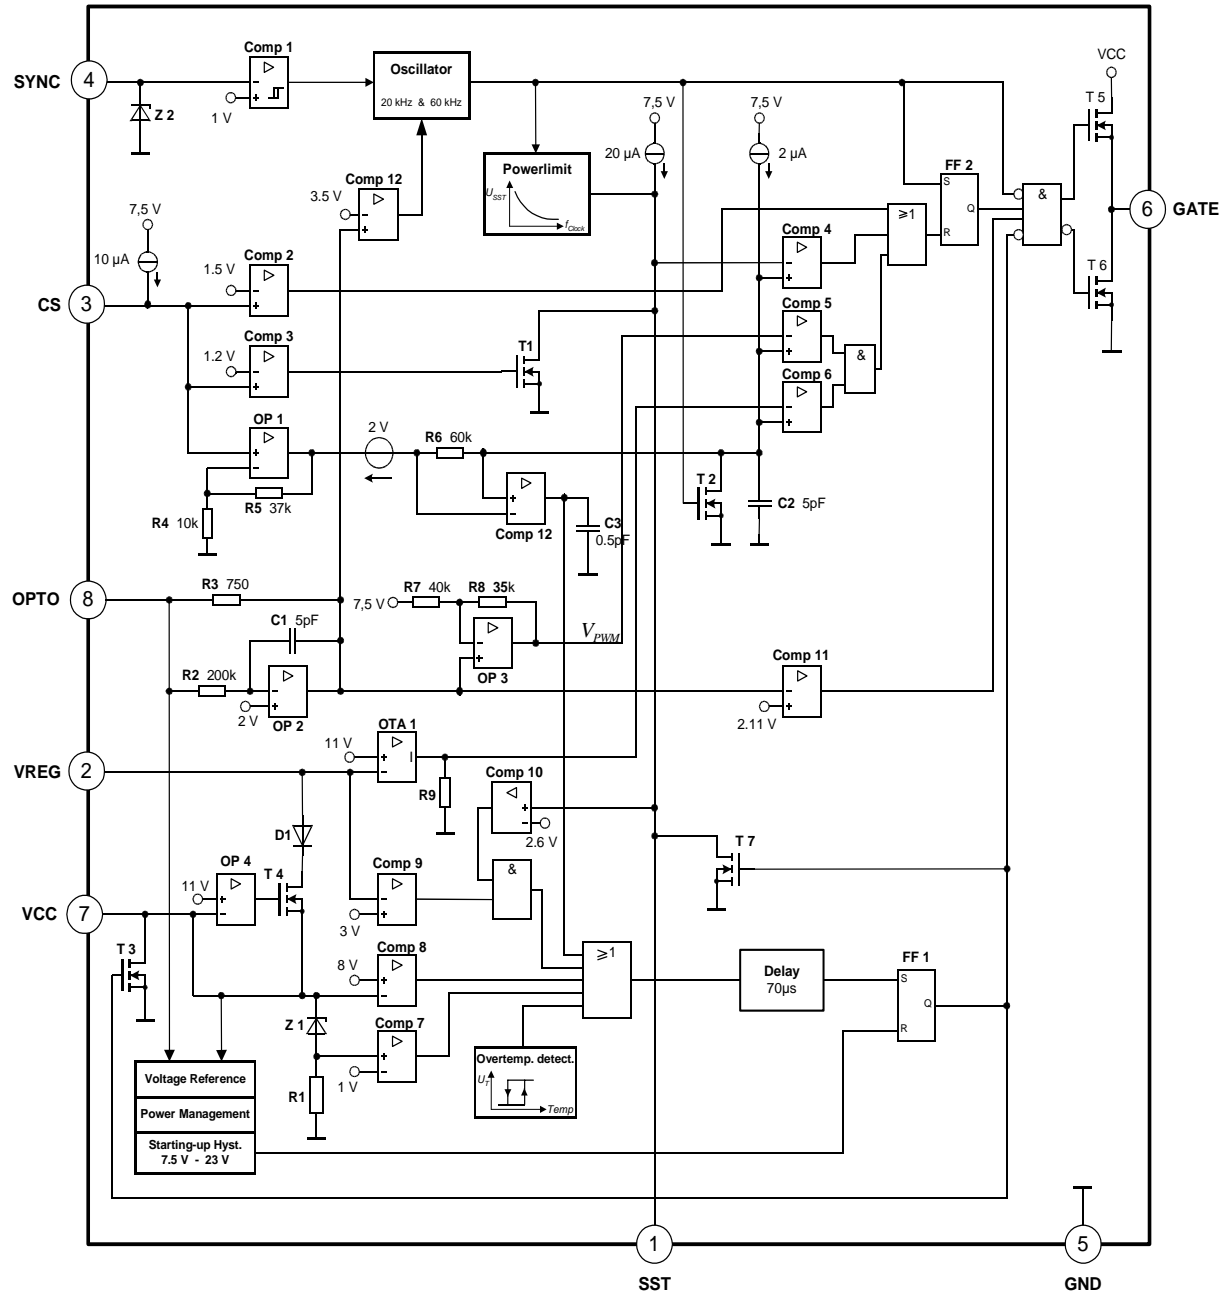 Comp 1
SYNC
4
Z 2
1 V
Oscillator
20 kHz & 60 kHz
VCC
T 5
7,5 V
7,5 V
20 µA
2 µA
Powerlimit
U_SST
f_Clock
Comp 12
3.5 V
FF 2
S
Q
R
&
6
GATE
T 6
7,5 V
10 µA
Comp 2
1.5 V
≥1
Comp 4
CS
3
Comp 3
1.2 V
T1
Comp 5
&
Comp 6
OP 1
2 V
R6 60k
R5 37k
R4 10k
Comp 12
C3
0.5pF
T 2
C2 5pF
OPTO
8
R3 750
C1 5pF
R7 40k
R8 35k
7,5 V
V_PWM
OP 3
R2 200k
2 V
OP 2
Comp 11
2.11 V
OTA 1
11 V
I
VREG
2
R9
Comp 10
2.6 V
D1
OP 4
11 V
T 4
Comp 9
3 V
&
T 7
VCC
7
T 3
Comp 8
8 V
≥1
Delay
70µs
FF 1
S
Q
R
Z 1
Comp 7
1 V
R1
Overtemp. detect.
U_T
Temp
Voltage Reference
Power Management
Starting-up Hyst.
7.5 V - 23 V
1
SST
5
GND